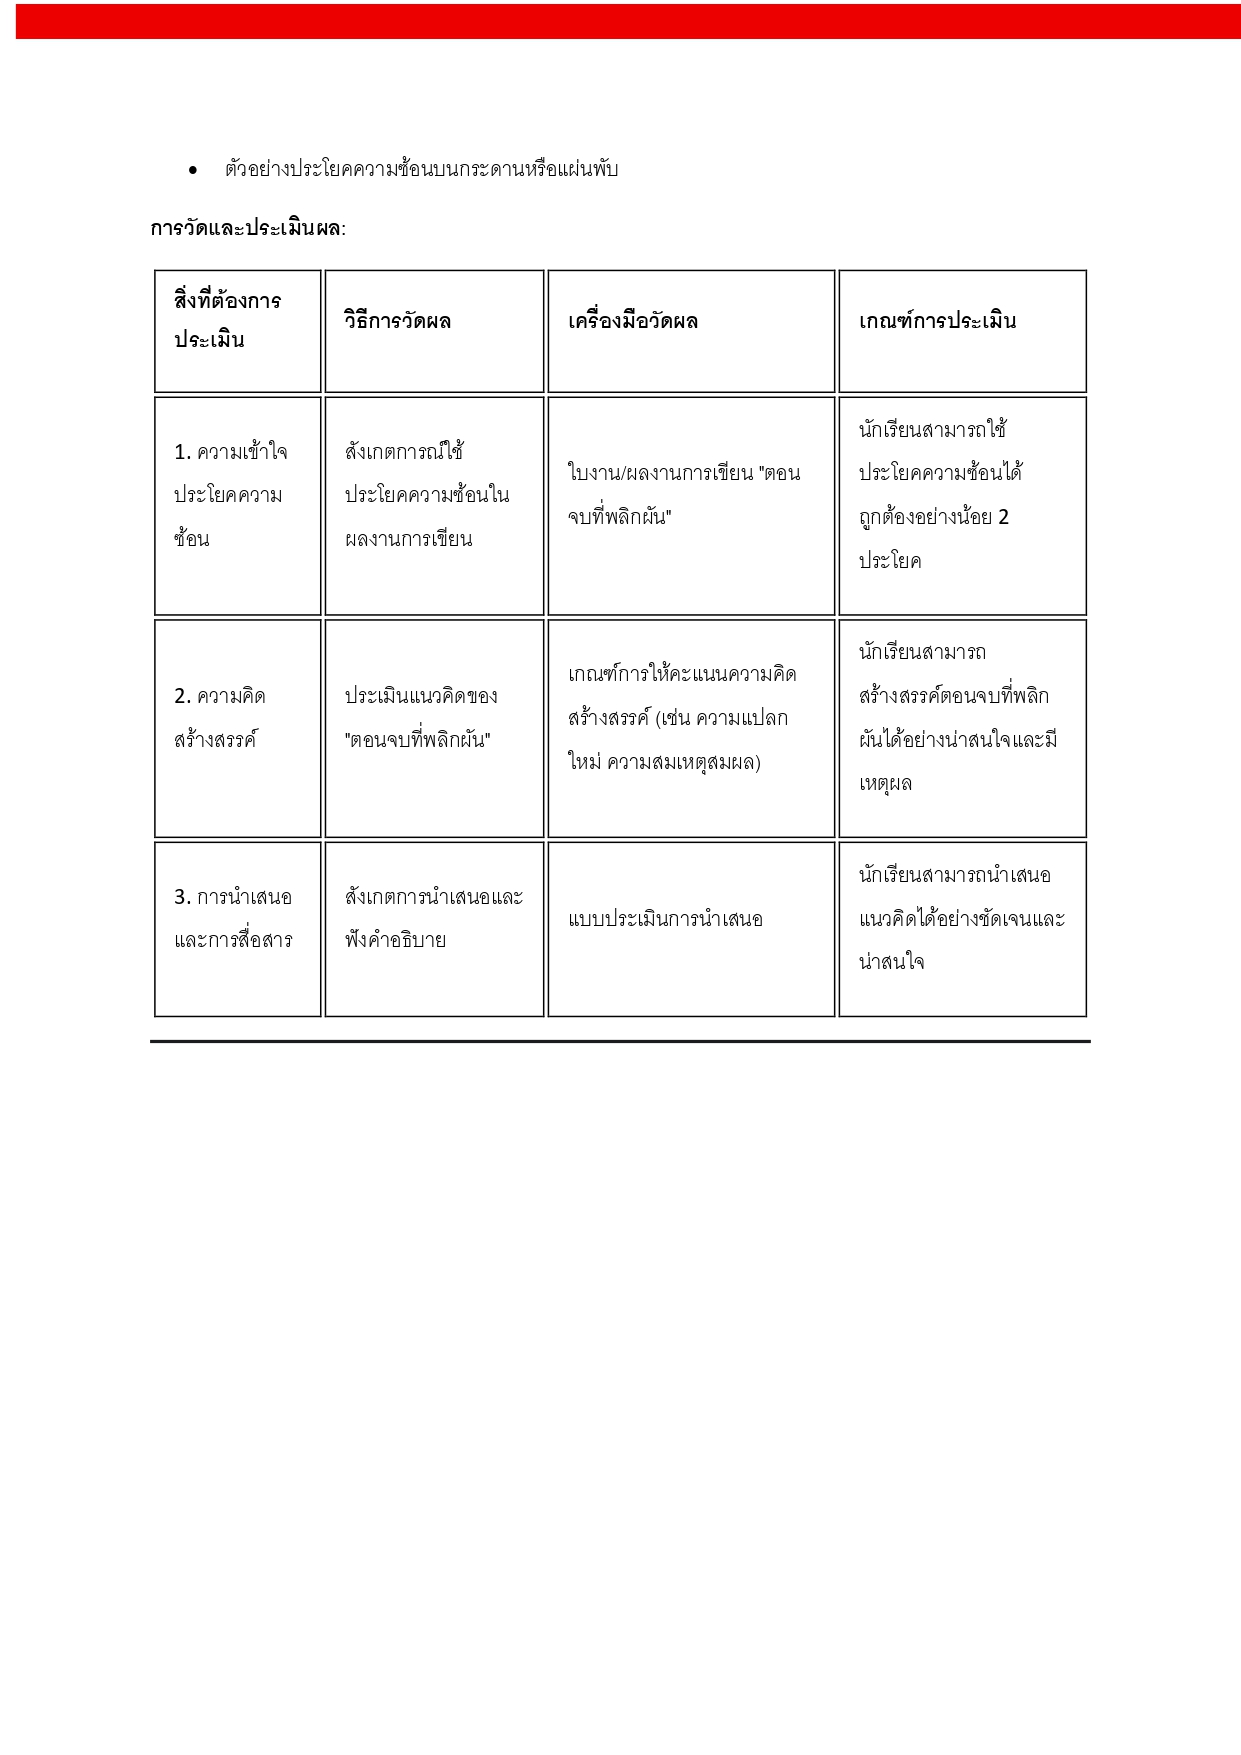 • ตัวอย่างประโยคความซ้อนบนกระดานหรือแผ่นพับ
การวัดและประเมินผล:
สิ่งที่ต้องการ
ประเมิน
วิธีการวัดผล
เครื่องมือวัดผล
เกณฑ์การประเมิน
1. ความเข้าใจ
ประโยคความ
ซ้อน
สังเกตการณ์ใช้
ประโยคความซ้อนใน
ผลงานการเขียน
ใบงาน/ผลงานการเขียน "ตอน
จบที่พลิกผัน"
นักเรียนสามารถใช้
ประโยคความซ้อนได้
ถูกต้องอย่างน้อย 2
ประโยค
2. ความคิด
สร้างสรรค์
ประเมินแนวคิดของ
"ตอนจบที่พลิกผัน"
เกณฑ์การให้คะแนนความคิด
สร้างสรรค์ (เช่น ความแปลก
ใหม่ ความสมเหตุสมผล)
นักเรียนสามารถ
สร้างสรรค์ตอนจบที่พลิก
ผันได้อย่างน่าสนใจและมี
เหตุผล
3. การนำเสนอ
และการสื่อสาร
สังเกตการนำเสนอและ
ฟังคำอธิบาย
แบบประเมินการนำเสนอ
นักเรียนสามารถนำเสนอ
แนวคิดได้อย่างชัดเจนและ
น่าสนใจ